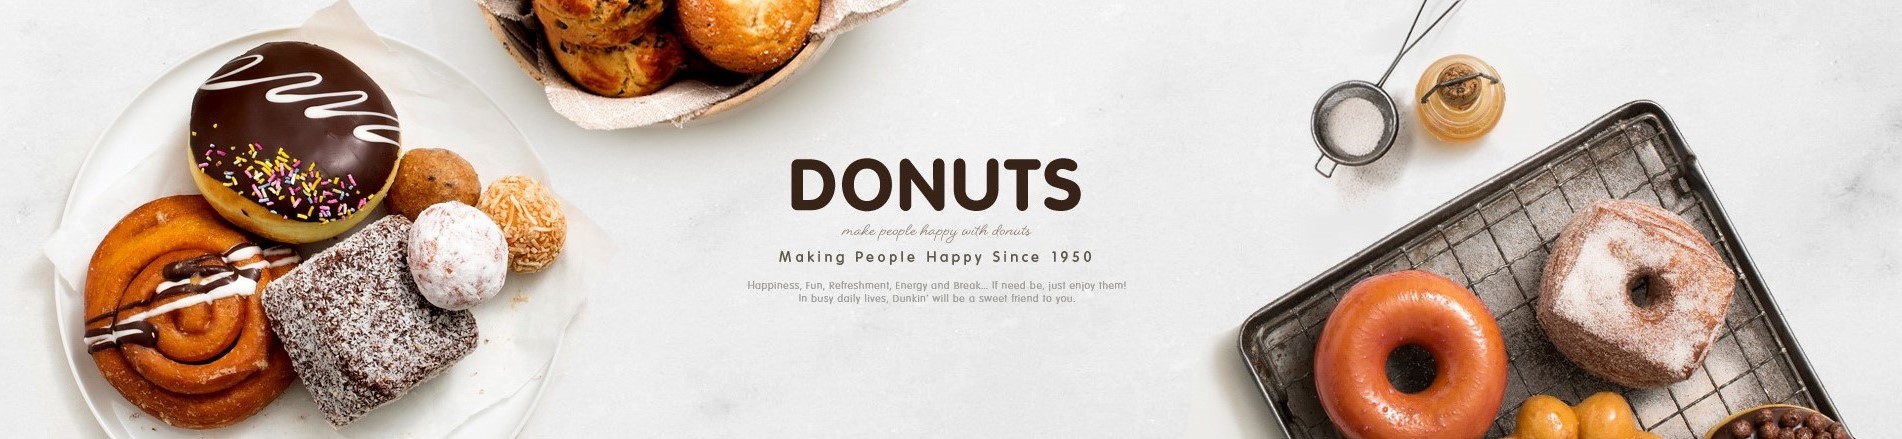 DONUTS
make people happy with donuts
Making People Happy Since 1950
Happiness, Fun, Refreshment, Energy and Break... If need be, just enjoy them!
In busy daily lives, Dunkin' will be a sweet friend to you.